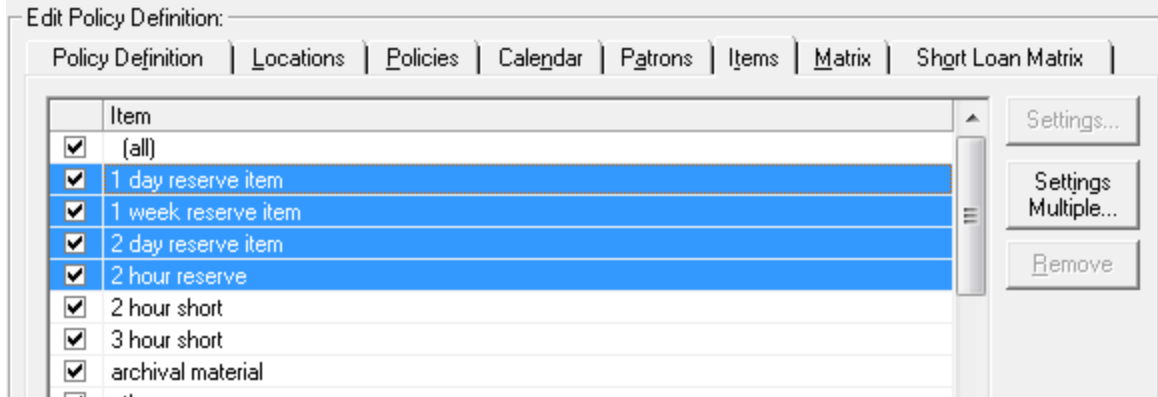 Edit Policy Definition:
Policy Definition Locations Policies Calendar Patrons Items Matrix Short Loan Matrix
Item
(all)
1 day reserve item
1 week reserve item
2 day reserve item
2 hour reserve
2 hour short
3 hour short
archival material
Settings...
Settings
Multiple...
Remove